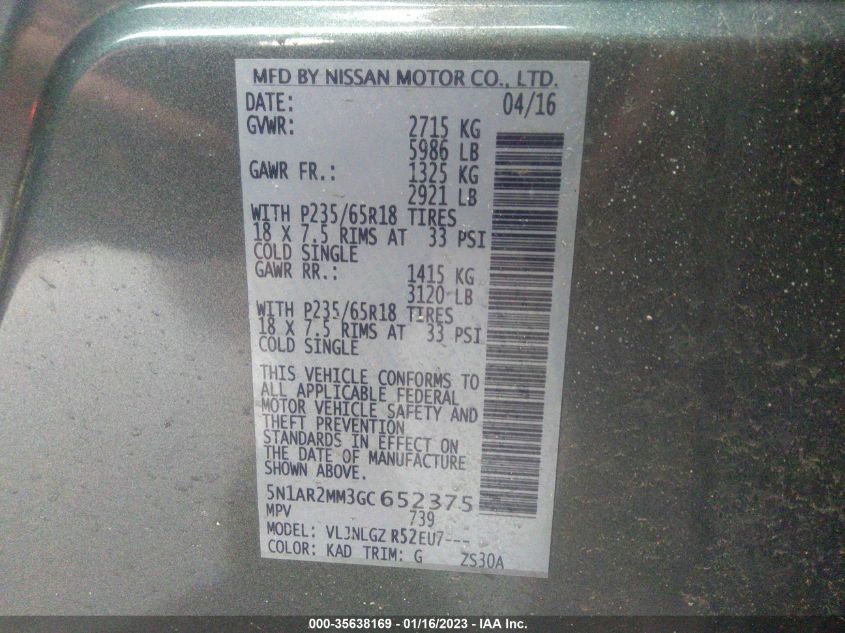 MFD BY NISSAN MOTOR CO., LTD.
DATE: 04/16
GVWR: 2715 KG
5986 LB
GAWR FR.: 1325 KG
2921 LB
WITH P235/65R18 TIRES
18 X 7.5 RIMS AT 33 PSI
COLD SINGLE
GAWR RR.: 1415 KG
3120 LB
WITH P235/65R18 TIRES
18 X 7.5 RIMS AT 33 PSI
COLD SINGLE
THIS VEHICLE CONFORMS TO
ALL APPLICABLE FEDERAL
MOTOR VEHICLE SAFETY AND
THEFT PREVENTION
STANDARDS IN EFFECT ON
THE DATE OF MANUFACTURE
SHOWN ABOVE.
5N1AR2MM3GC652375
MPV 739
MODEL: VLJNLGZ R52EU7---
COLOR: KAD TRIM: G ZS30A
000-35638169 - 01/16/2023 - IAA Inc.